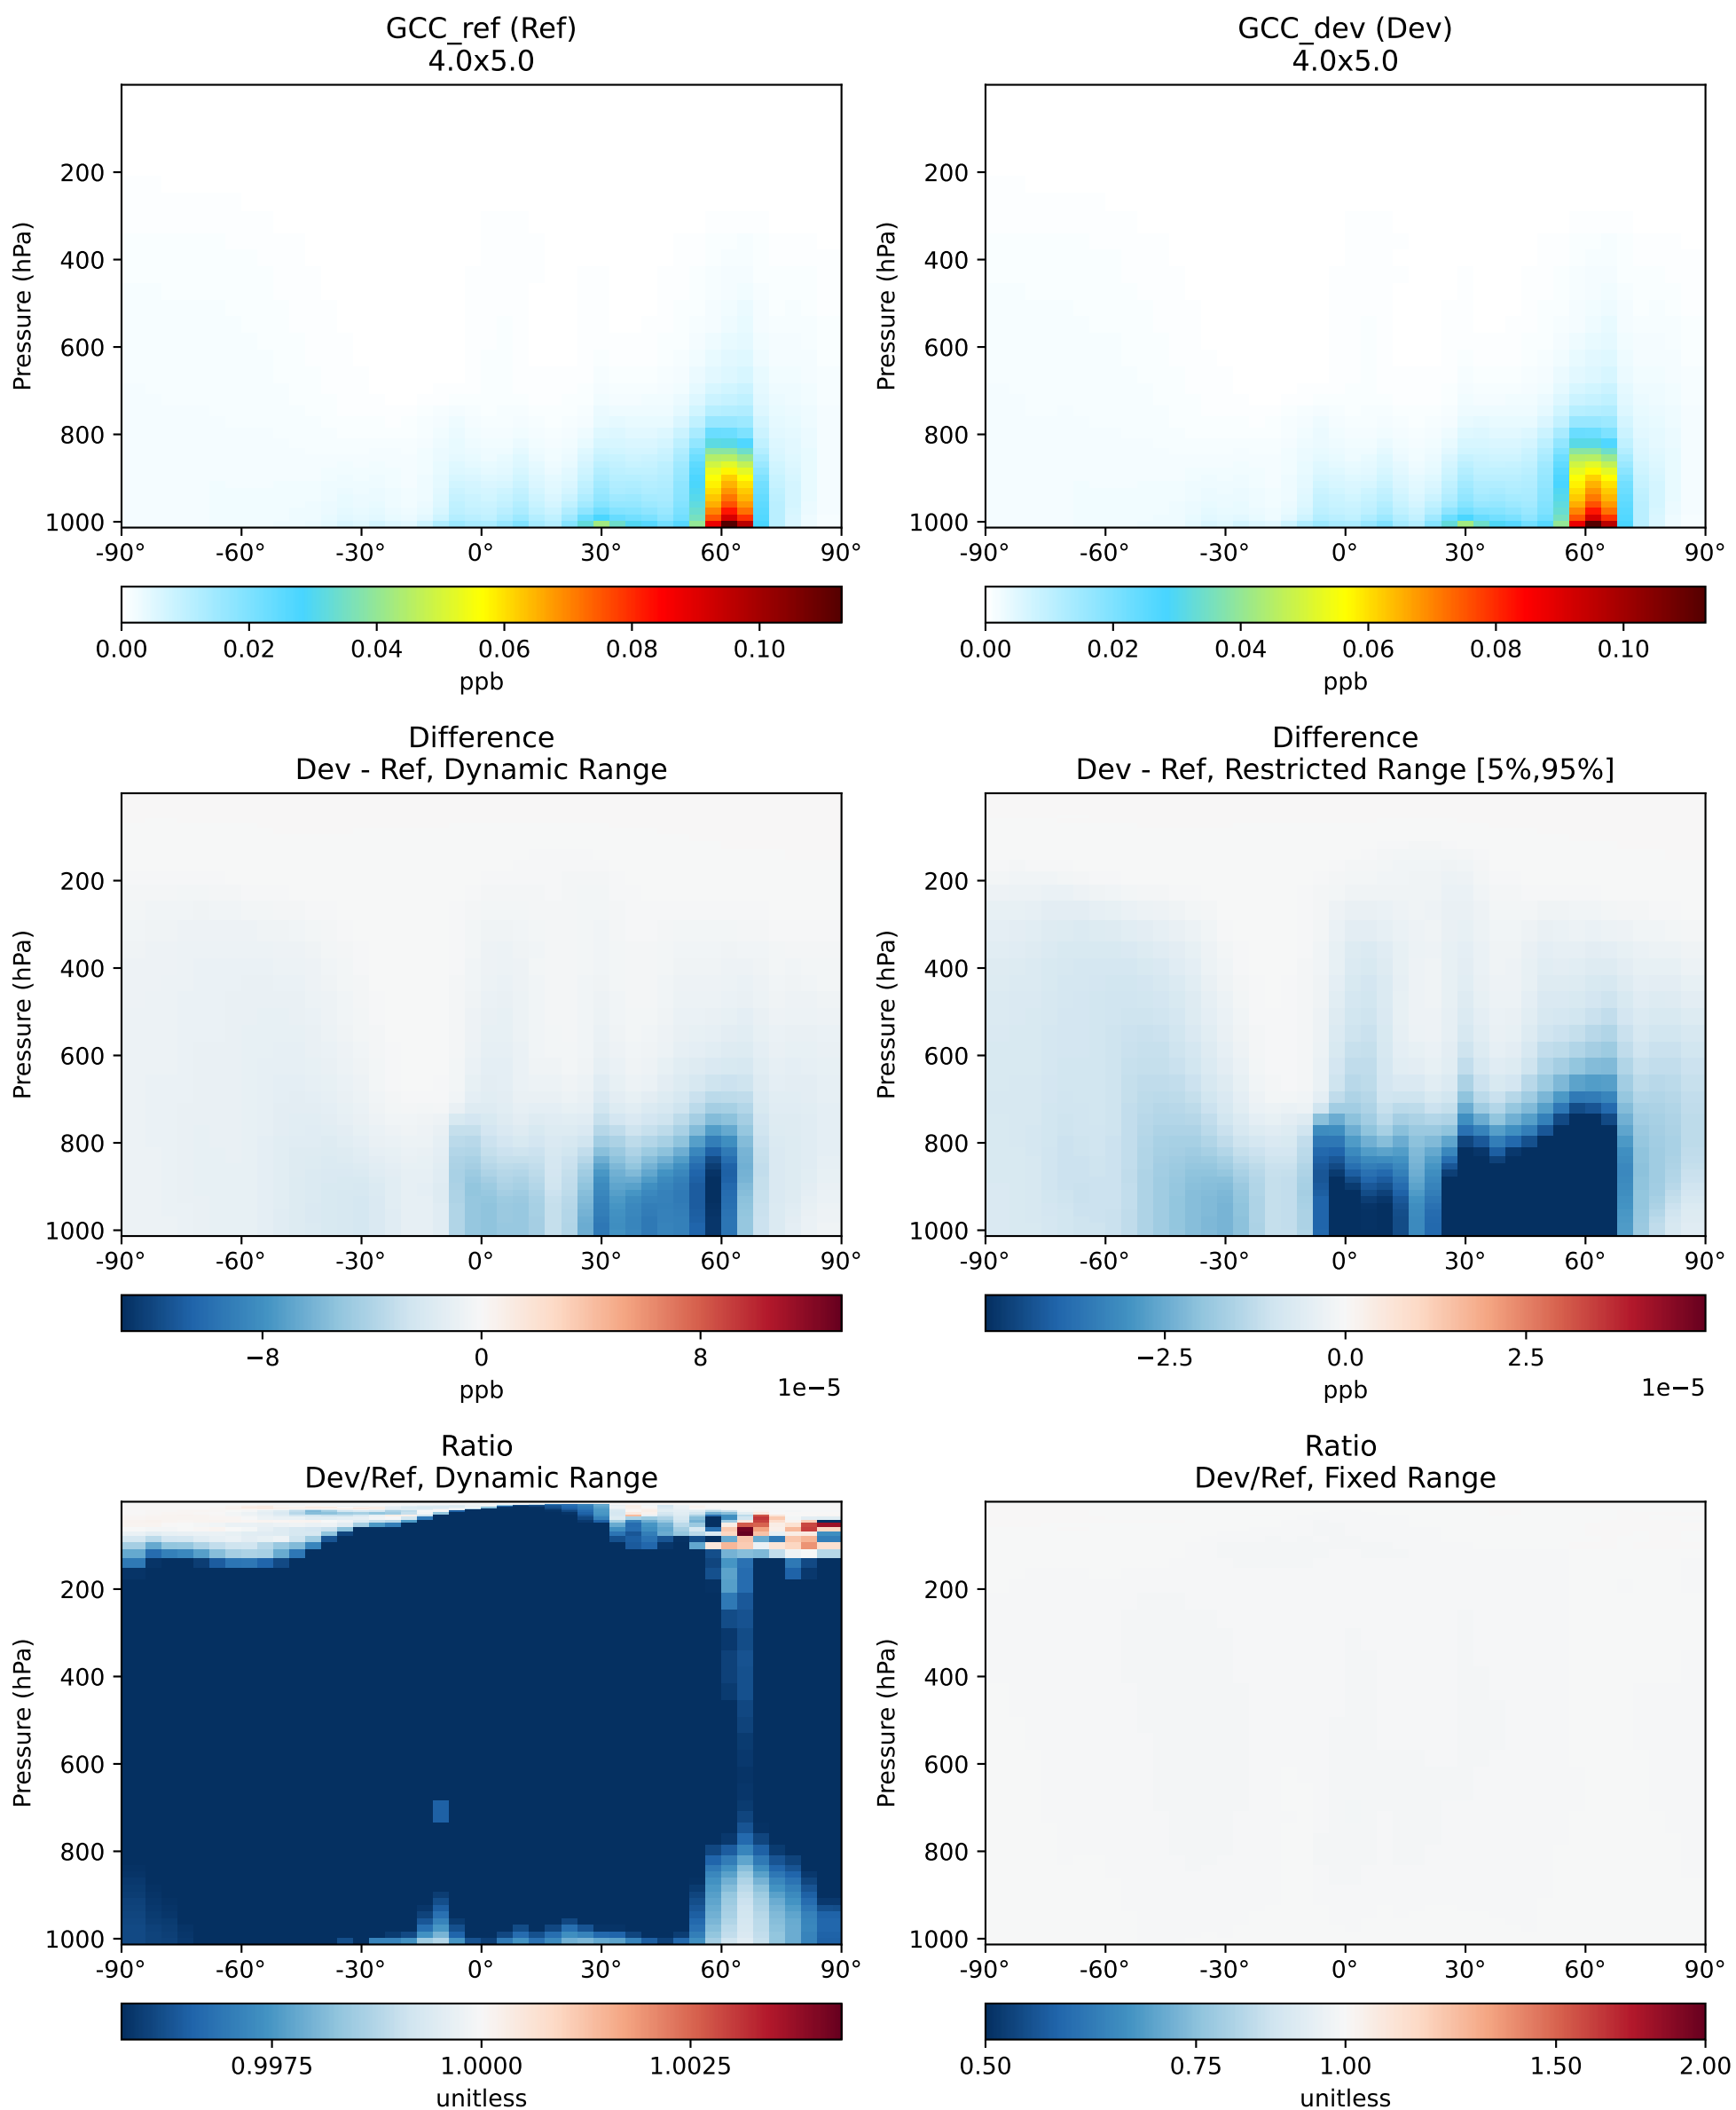 GCC_ref (Ref)
4.0x5.0
GCC_dev (Dev)
4.0x5.0
Pressure (hPa)
200
400
600
800
1000
-90° -60° -30° 0° 30° 60° 90°
0.00 0.02 0.04 0.06 0.08 0.10
ppb
Pressure (hPa)
200
400
600
800
1000
-90° -60° -30° 0° 30° 60° 90°
0.00 0.02 0.04 0.06 0.08 0.10
ppb
Difference
Dev - Ref, Dynamic Range
Pressure (hPa)
200
400
600
800
1000
-90° -60° -30° 0° 30° 60° 90°
−8 0 8
1e−5
ppb
Difference
Dev - Ref, Restricted Range [5%,95%]
Pressure (hPa)
200
400
600
800
1000
-90° -60° -30° 0° 30° 60° 90°
−2.5 0.0 2.5
1e−5
ppb
Ratio
Dev/Ref, Dynamic Range
Pressure (hPa)
200
400
600
800
1000
-90° -60° -30° 0° 30° 60° 90°
0.9975 1.0000 1.0025
unitless
Ratio
Dev/Ref, Fixed Range
Pressure (hPa)
200
400
600
800
1000
-90° -60° -30° 0° 30° 60° 90°
0.50 0.75 1.00 1.50 2.00
unitless